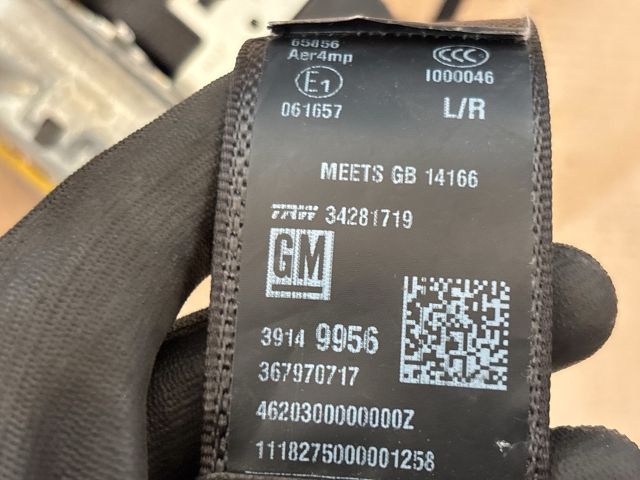 65856
Aer4mp
CCC
E1
I000046
061657
L/R
MEETS GB 14166
TRW 34281719
GM
3914 9956
367970717
4620300000000Z
1118275000001258